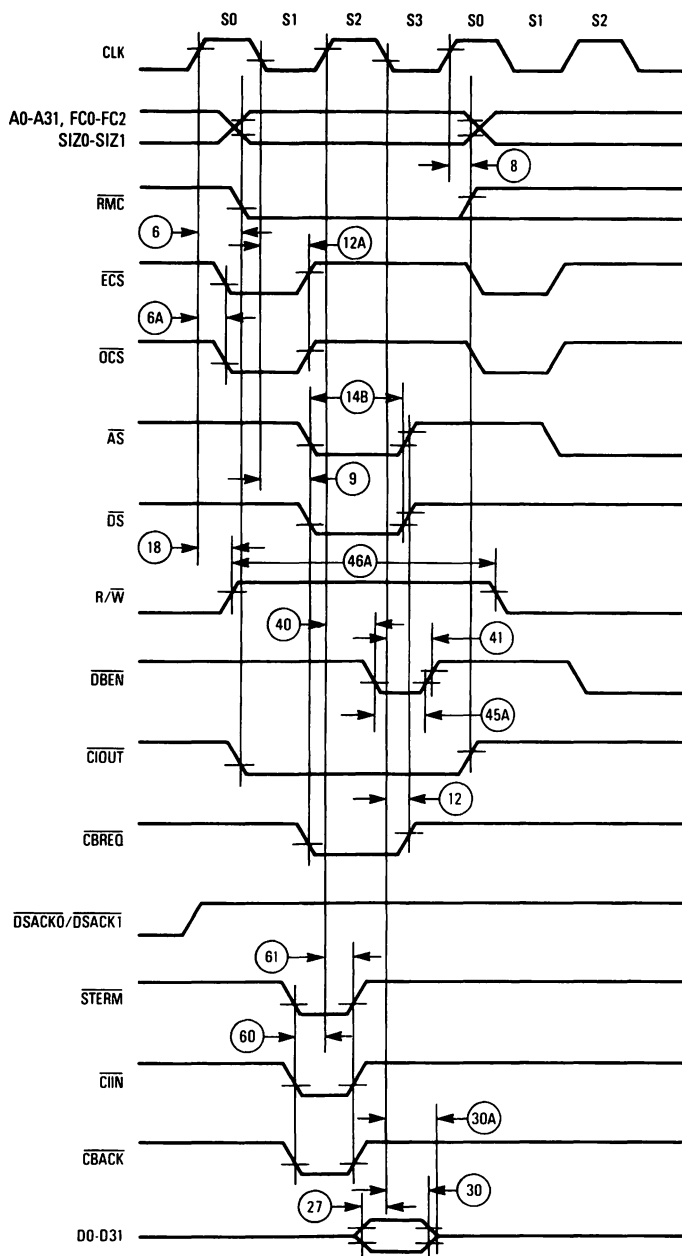 S0 S1 S2 S3 S0 S1 S2
CLK
A0-A31, FC0-FC2
SIZ0-SIZ1
8
RMC
6
12A
ECS
6A
OCS
14B
AS
9
DS
18
46A
R/W
40
41
DBEN
45A
CIOUT
12
CBREQ
DSACK0/DSACK1
61
STERM
60
CIIN
30A
CBACK
30
27
D0-D31